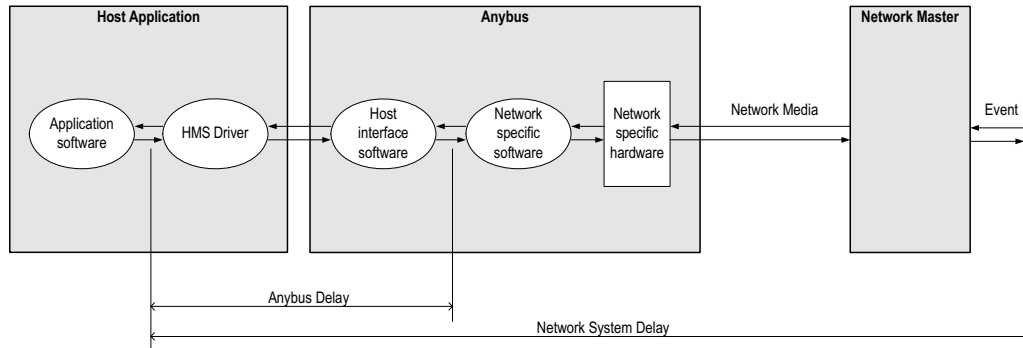 Host Application
Anybus
Network Master
Application
software
HMS Driver
Host
interface
software
Network
specific
software
Network
specific
hardware
Network Media
Event
Anybus Delay
Network System Delay